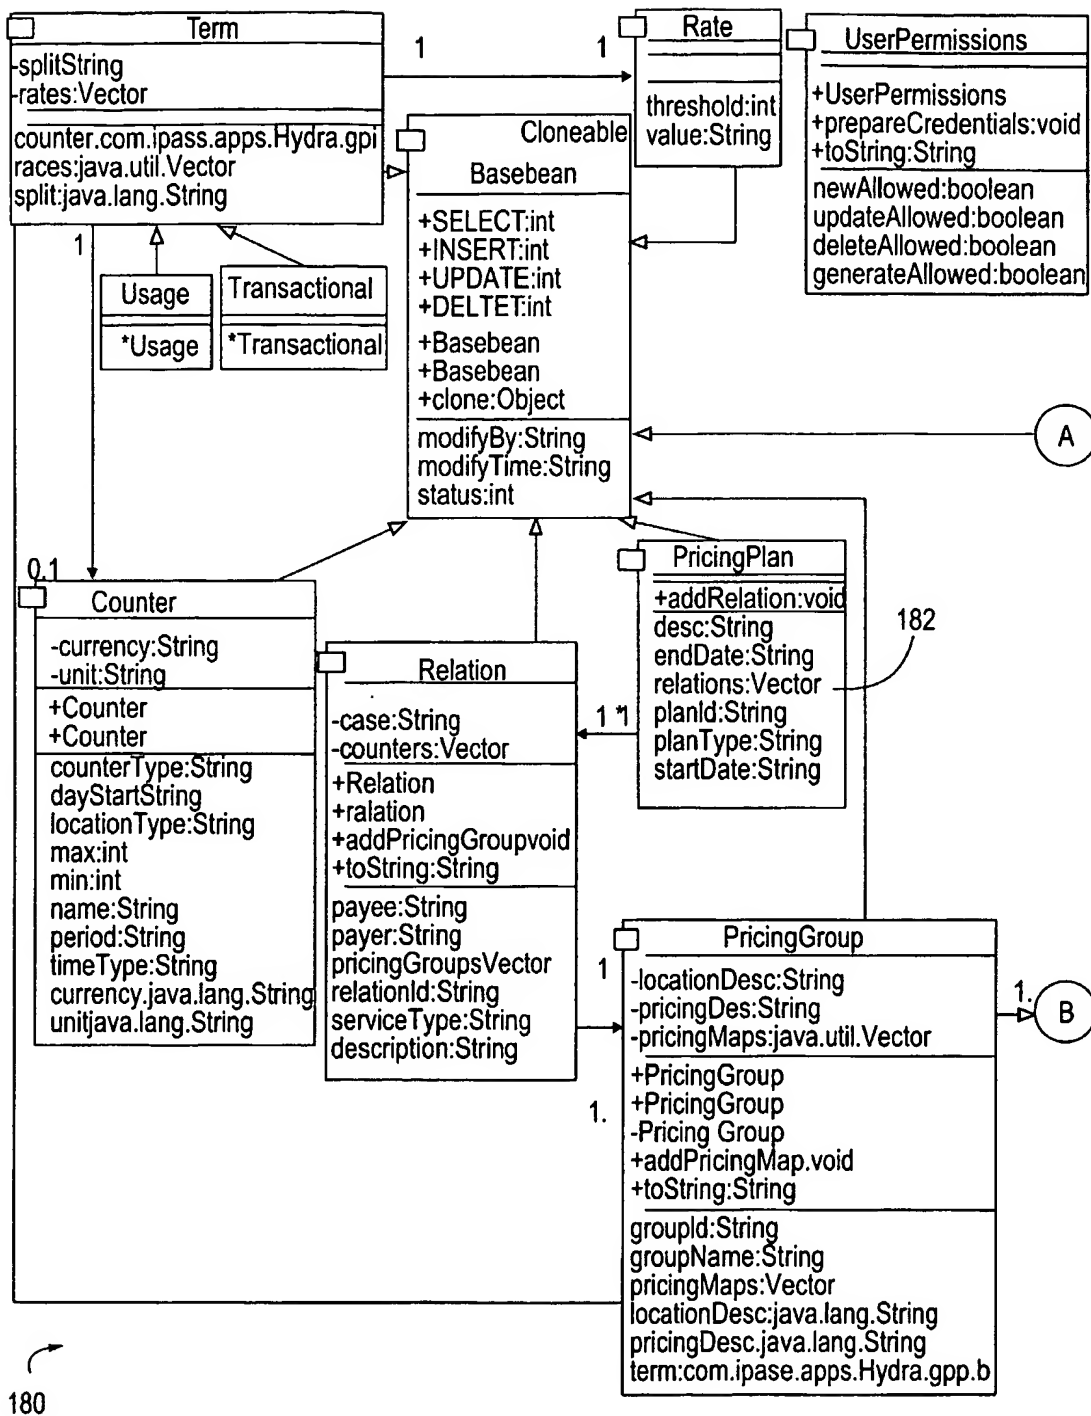 Term
-splitString
-rates:Vector
counter.com.ipass.apps.Hydra.gpi
races:java.util.Vector
split:java.lang.String
1
1
Rate
threshold:int
value:String
UserPermissions
+UserPermissions
+prepareCredentials:void
+toString:String
newAllowed:boolean
updateAllowed:boolean
deleteAllowed:boolean
generateAllowed:boolean
Cloneable
Basebean
+SELECT:int
+INSERT:int
+UPDATE:int
+DELTET:int
+Basebean
+Basebean
+clone:Object
modifyBy:String
modifyTime:String
status:int
1
Usage
*Usage
Transactional
*Transactional
A
0.1
Counter
-currency:String
-unit:String
+Counter
+Counter
counterType:String
dayStartString
locationType:String
max:int
min:int
name:String
period:String
timeType:String
currency.java.lang.String
unitjava.lang.String
Relation
-case:String
-counters:Vector
+Relation
+ralation
+addPricingGroupvoid
+toString:String
payee:String
payer:String
pricingGroupsVector
relationId:String
serviceType:String
description:String
1 *1
PricingPlan
+addRelation:void
desc:String
endDate:String
relations:Vector
planId:String
planType:String
startDate:String
182
1
1.
PricingGroup
-locationDesc:String
-pricingDes:String
-pricingMaps:java.util.Vector
+PricingGroup
+PricingGroup
-Pricing Group
+addPricingMap.void
+toString:String
groupId:String
groupName:String
pricingMaps:Vector
locationDesc:java.lang.String
pricingDesc.java.lang.String
term:com.ipase.apps.Hydra.gpp.b
1.
B
180